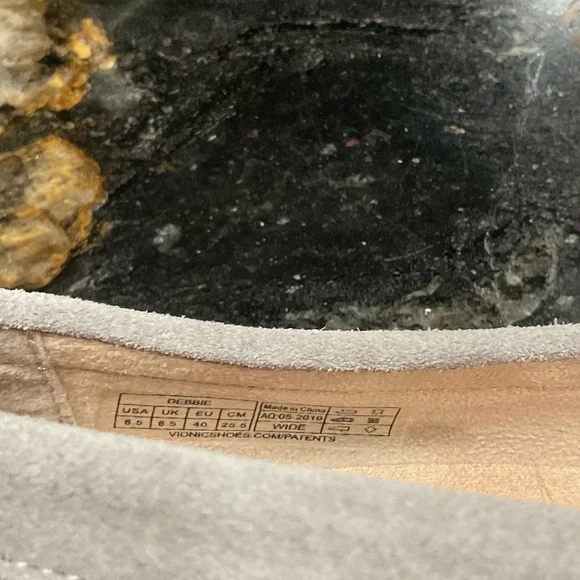 DEBBIE
USA UK EU CM
8.5 6.5 40 25.5
Made in China
AQ:05-2019
WIDE
VIONICSHOES.COM/PATENTS